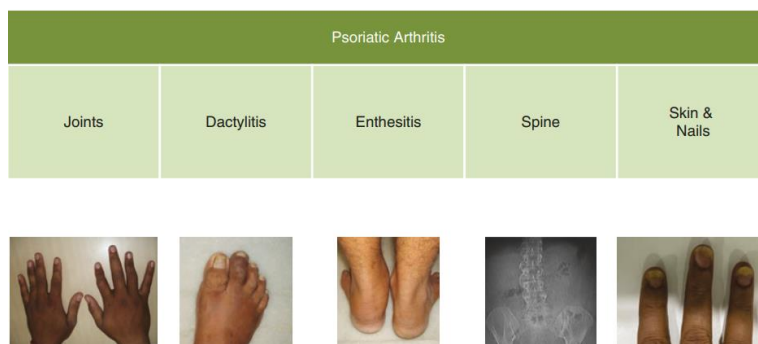 Psoriatic Arthritis
Joints
Dactylitis
Enthesitis
Spine
Skin &
Nails